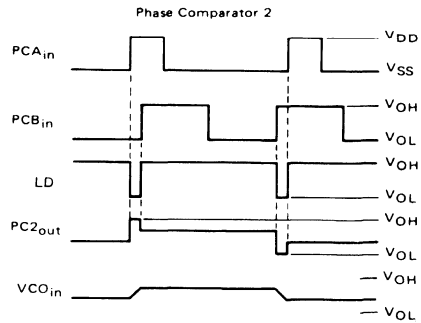 Phase Comparator 2
PCAin
VDD
VSS
PCBin
VOH
VOL
LD
VOH
VOL
PC2out
VOH
VOL
VCOin
VOH
VOL